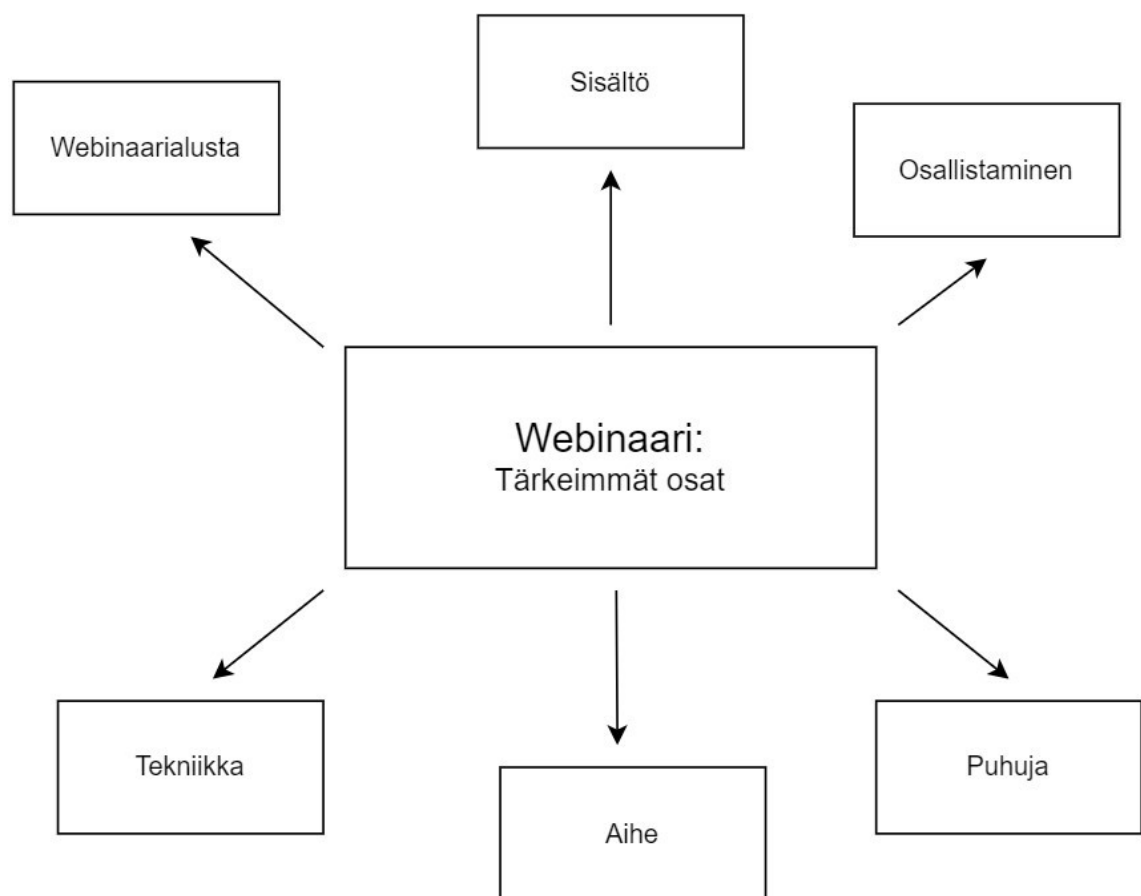 Sisältö
Webinaarialusta
Osallistaminen
Webinaari:
Tärkeimmät osat
Tekniikka
Aihe
Puhuja